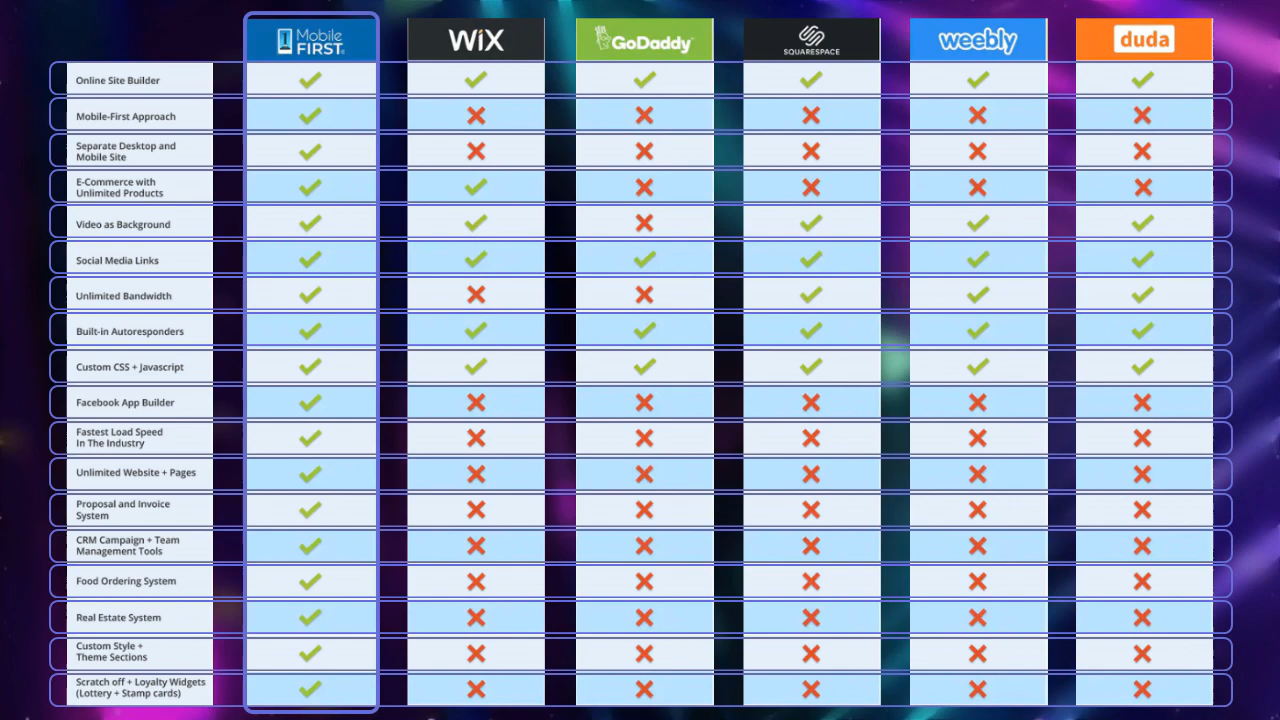 Mobile
FIRST
WiX
GoDaddy
SQUARESPACE
weebly
duda
Online Site Builder
Mobile-First Approach
Separate Desktop and
Mobile Site
E-Commerce with
Unlimited Products
Video as Background
Social Media Links
Unlimited Bandwidth
Built-in Autoresponders
Custom CSS + Javascript
Facebook App Builder
Fastest Load Speed
In The Industry
Unlimited Website + Pages
Proposal and Invoice
System
CRM Campaign + Team
Management Tools
Food Ordering System
Real Estate System
Custom Style +
Theme Sections
Scratch off + Loyalty Widgets
(Lottery + Stamp cards)